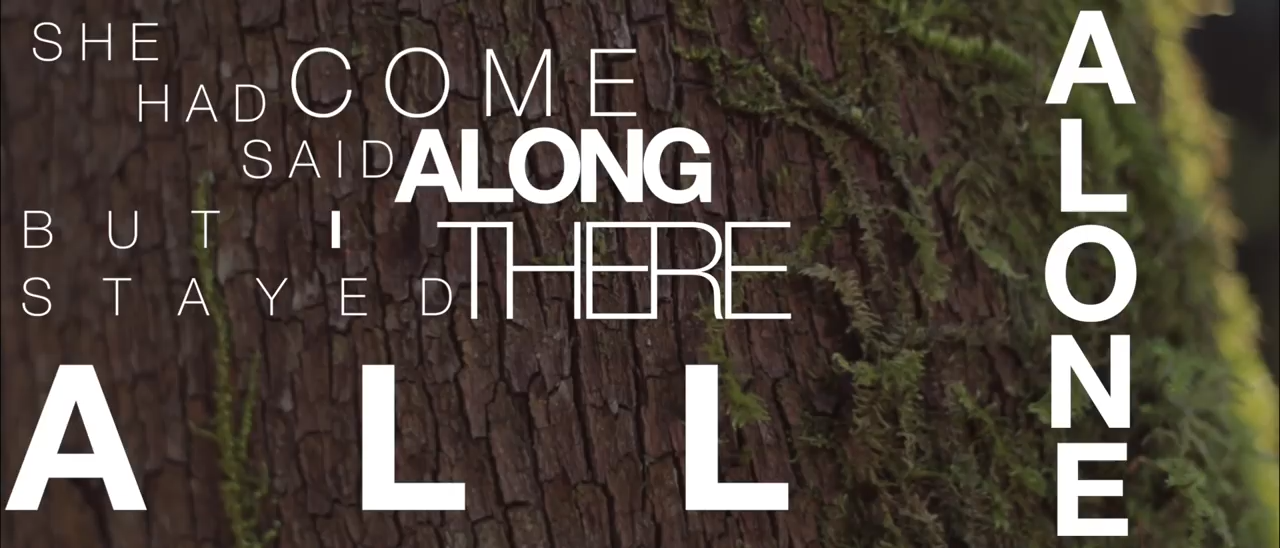 SHE
HAD COME
SAID ALONG
BUT I
STAYED THERE
ALL
ALONE